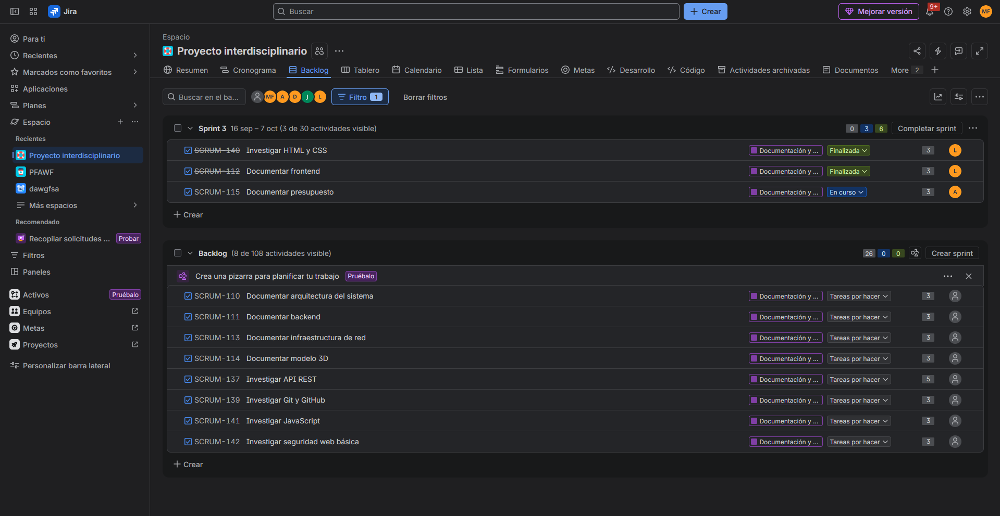 Jira
Buscar
Crear
Mejorar versión
9+
MF
Para ti
Recientes
Marcados como favoritos
Aplicaciones
Planes
Espacio
Recientes
Proyecto interdisciplinario
PFAWF
dawgfsa
Más espacios
Recomendado
Recopilar solicitudes ... Probar
Filtros
Paneles
Activos Pruébalo
Equipos
Metas
Proyectos
Personalizar barra lateral
Espacio
Proyecto interdisciplinario
Resumen Cronograma Backlog Tablero Calendario Lista Formularios Metas Desarrollo Código Actividades archivadas Documentos More 2
Buscar en el ba... MF A D J L Filtro 1 Borrar filtros
Sprint 3 16 sep – 7 oct (3 de 30 actividades visible) 0 3 6 Completar sprint
SCRUM-140 Investigar HTML y CSS Documentación y ... Finalizada 3 L
SCRUM-112 Documentar frontend Documentación y ... Finalizada 3 L
SCRUM-115 Documentar presupuesto Documentación y ... En curso 3 A
Crear
Backlog (8 de 108 actividades visible) 26 0 0 Crear sprint
Crea una pizarra para planificar tu trabajo Pruébalo
SCRUM-110 Documentar arquitectura del sistema Documentación y ... Tareas por hacer 3
SCRUM-111 Documentar backend Documentación y ... Tareas por hacer 3
SCRUM-113 Documentar infraestructura de red Documentación y ... Tareas por hacer 3
SCRUM-114 Documentar modelo 3D Documentación y ... Tareas por hacer 3
SCRUM-137 Investigar API REST Documentación y ... Tareas por hacer 5
SCRUM-139 Investigar Git y GitHub Documentación y ... Tareas por hacer 3
SCRUM-141 Investigar JavaScript Documentación y ... Tareas por hacer 3
SCRUM-142 Investigar seguridad web básica Documentación y ... Tareas por hacer 3
Crear